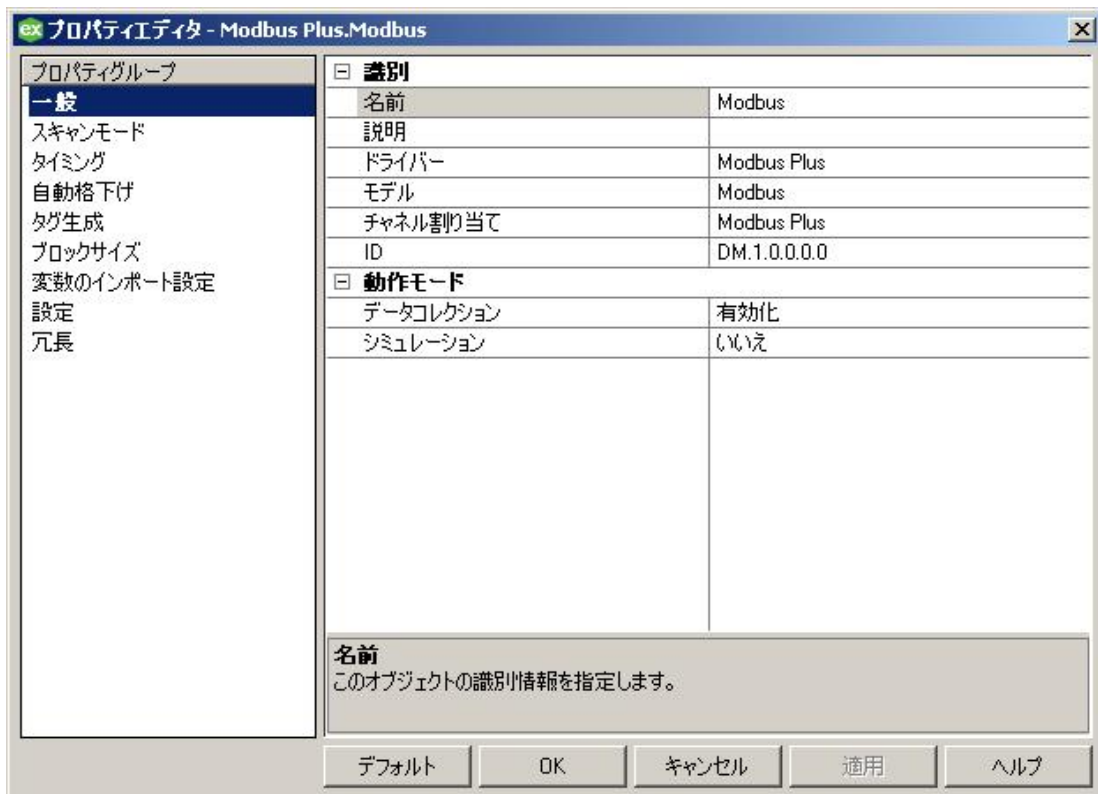 ex プロパティエディタ - Modbus Plus.Modbus
プロパティグループ
一般
スキャンモード
タイミング
自動格下げ
タグ生成
ブロックサイズ
変数のインポート設定
設定
冗長
識別
名前 Modbus
説明
ドライバー Modbus Plus
モデル Modbus
チャネル割り当て Modbus Plus
ID DM.1.0.0.0.0
動作モード
データコレクション 有効化
シミュレーション いいえ
名前
このオブジェクトの識別情報を指定します。
デフォルト OK キャンセル 適用 ヘルプ